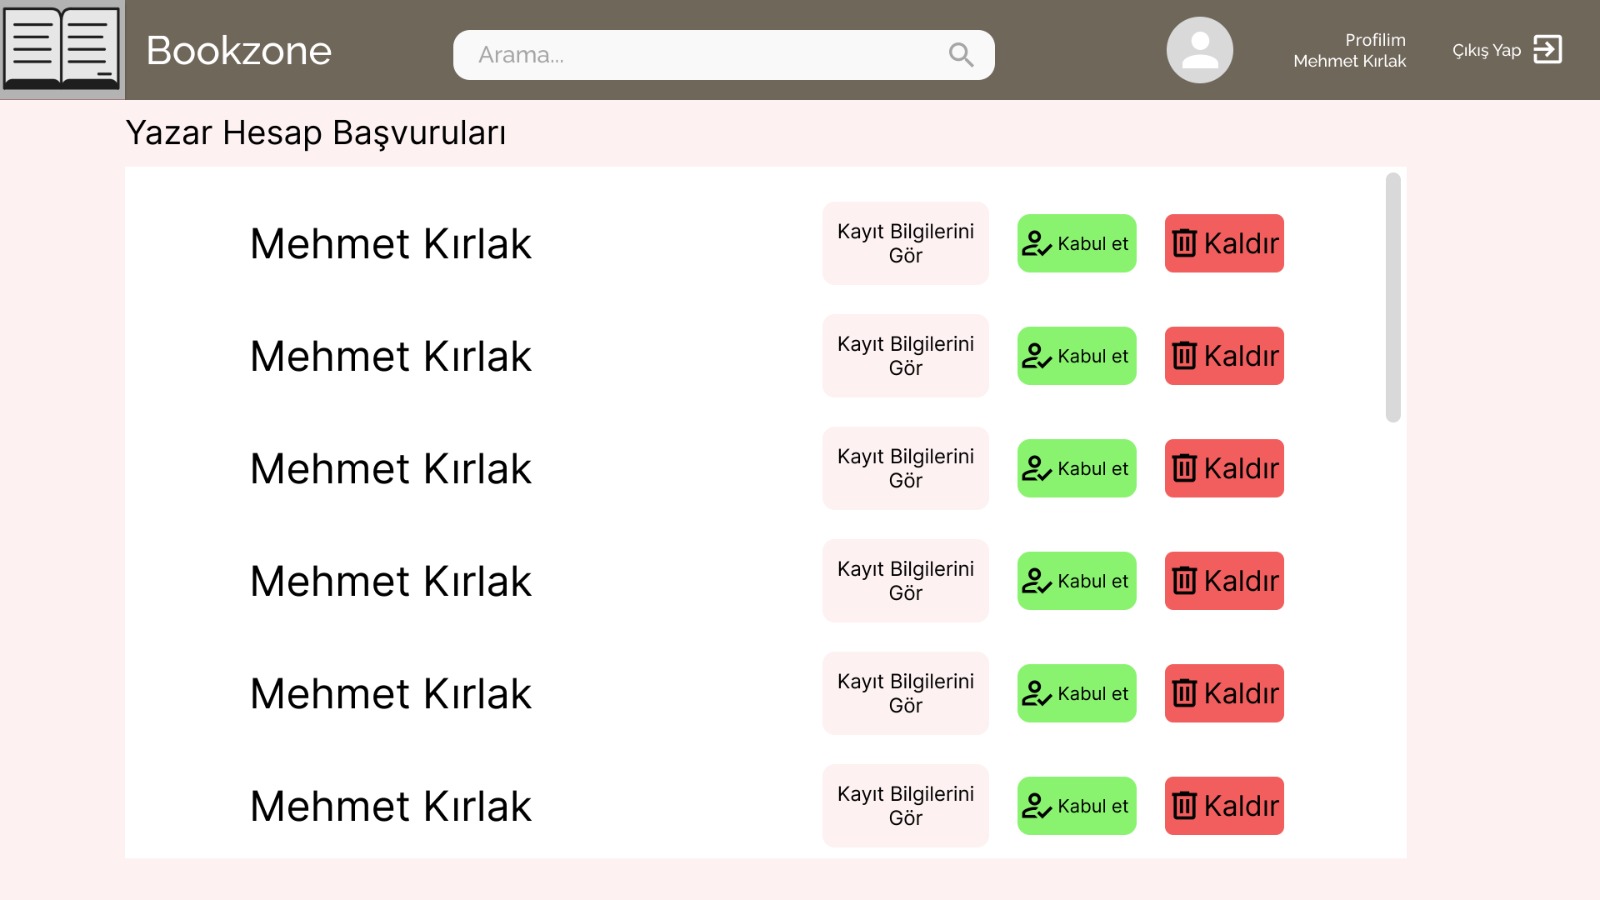 Bookzone
Arama...
Profilim
Mehmet Kırlak
Çıkış Yap
Yazar Hesap Başvuruları
Mehmet Kırlak
Kayıt Bilgilerini
Gör
Kabul et
Kaldır
Mehmet Kırlak
Kayıt Bilgilerini
Gör
Kabul et
Kaldır
Mehmet Kırlak
Kayıt Bilgilerini
Gör
Kabul et
Kaldır
Mehmet Kırlak
Kayıt Bilgilerini
Gör
Kabul et
Kaldır
Mehmet Kırlak
Kayıt Bilgilerini
Gör
Kabul et
Kaldır
Mehmet Kırlak
Kayıt Bilgilerini
Gör
Kabul et
Kaldır